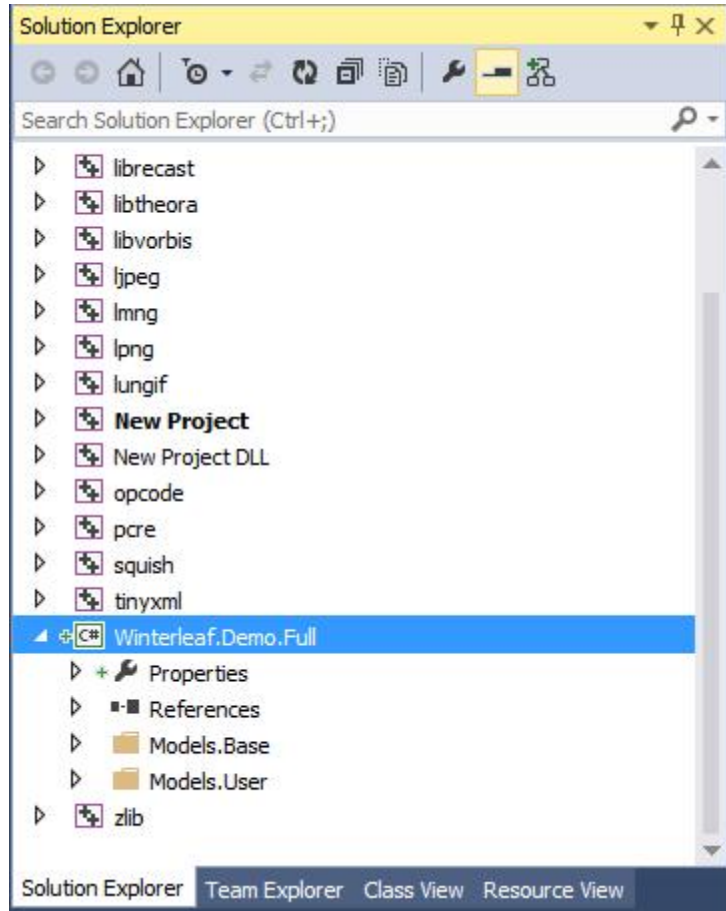 Solution Explorer
Search Solution Explorer (Ctrl+;)
librecast
libtheora
libvorbis
ljpeg
lmng
lpng
lungif
New Project
New Project DLL
opcode
pcre
squish
tinyxml
C# Winterleaf.Demo.Full
Properties
References
Models.Base
Models.User
zlib
Solution Explorer Team Explorer Class View Resource View